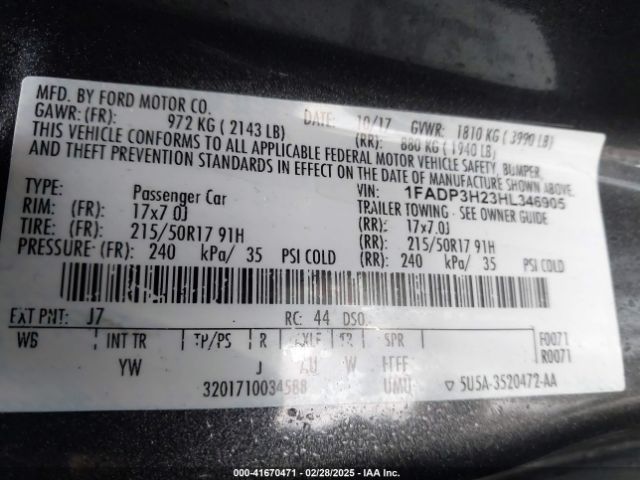 MFD. BY FORD MOTOR CO. DATE: 10/17 GVWR: 1810 KG ( 3990 LB)
GAWR: (FR): 972 KG ( 2143 LB) (RR): 880 KG ( 1940 LB)
THIS VEHICLE CONFORMS TO ALL APPLICABLE FEDERAL MOTOR VEHICLE SAFETY, BUMPER,
AND THEFT PREVENTION STANDARDS IN EFFECT ON THE DATE OF MANUFACTURE SHOWN ABOVE.
VIN: 1FADP3H23HL346905
TYPE: Passenger Car TRAILER TOWING - SEE OWNER GUIDE
RIM: (FR): 17x7.0J (RR): 17x7.0J
TIRE: (FR): 215/50R17 91H (RR): 215/50R17 91H
PRESSURE: (FR): 240 kPa/ 35 PSI COLD (RR): 240 kPa/ 35 PSI COLD
EXT PNT: J7 RC: 44 DSO:
WB INT TR TP/PS R AXLE TR SPR F0071
YW J AU W FFFF R0071
3201710034588 UMU 5U5A-3520472-AA
000-41670471 | 02/28/2025 | IAA Inc.